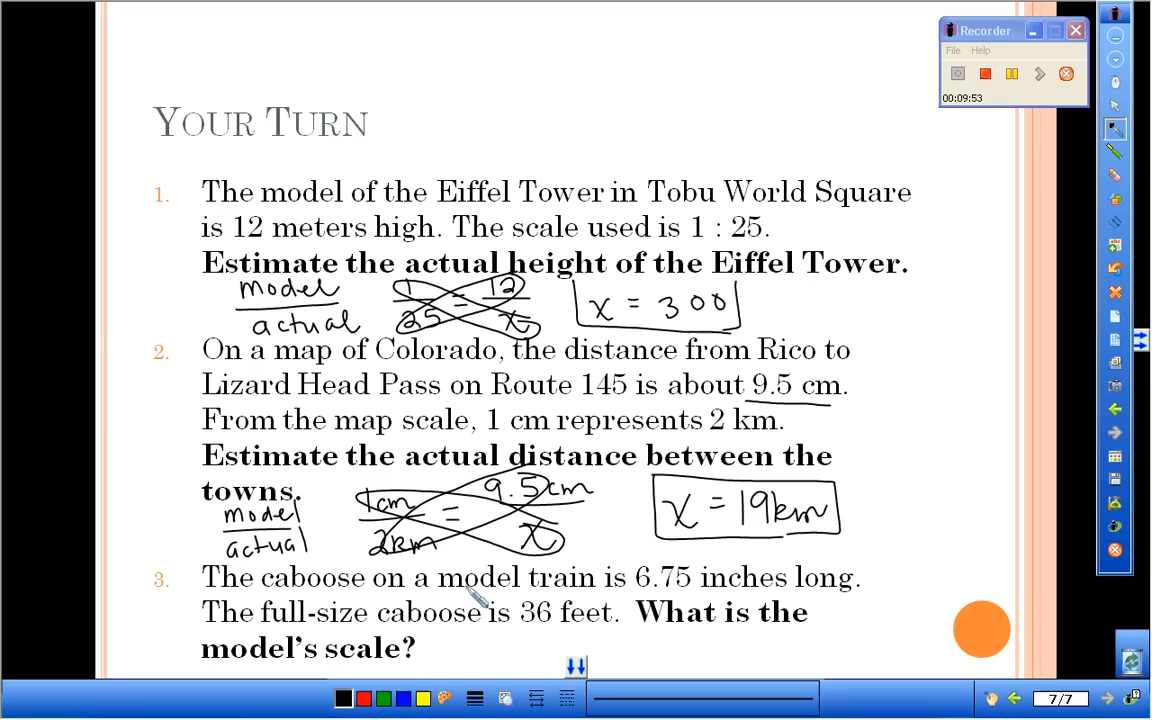 Recorder
File Help
00:09:53
YOUR TURN
1. The model of the Eiffel Tower in Tobu World Square
is 12 meters high. The scale used is 1 : 25.
Estimate the actual height of the Eiffel Tower.
model
actual
1
25
=
12
x
x = 300
2. On a map of Colorado, the distance from Rico to
Lizard Head Pass on Route 145 is about 9.5 cm.
From the map scale, 1 cm represents 2 km.
Estimate the actual distance between the
towns.
model
actual
1cm
2km
=
9.5cm
x
x = 19km
3. The caboose on a model train is 6.75 inches long.
The full-size caboose is 36 feet. What is the
model's scale?
7/7